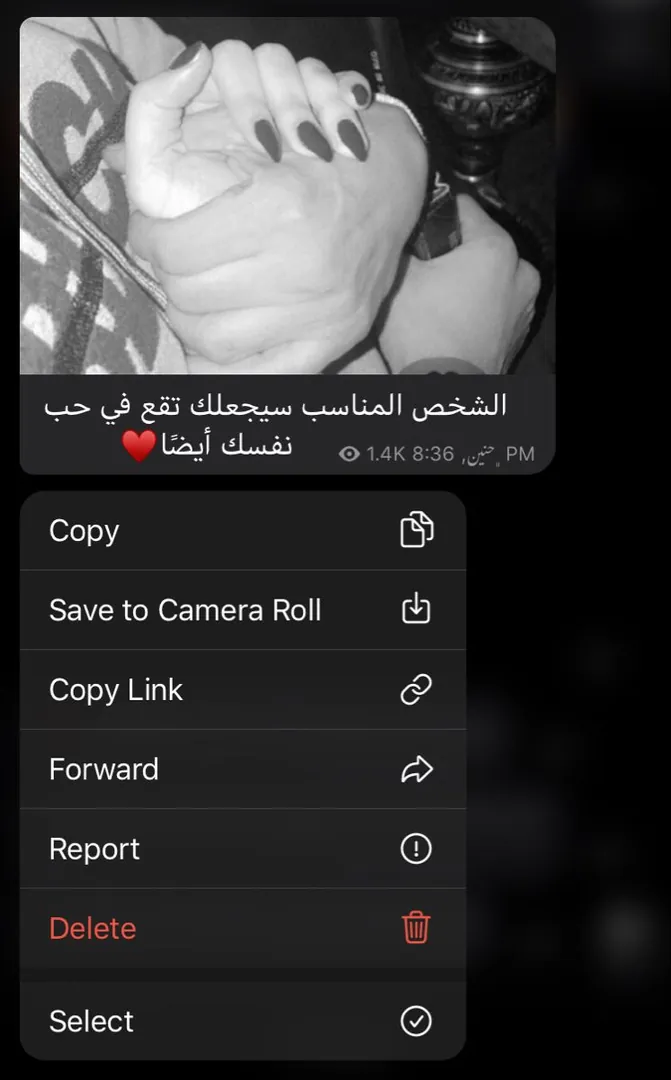 الشخص المناسب سيجعلك تقع في حب
نفسك أيضًا♥️
1.4K حنين, 8:36 PM
Copy
Save to Camera Roll
Copy Link
Forward
Report
Delete
Select